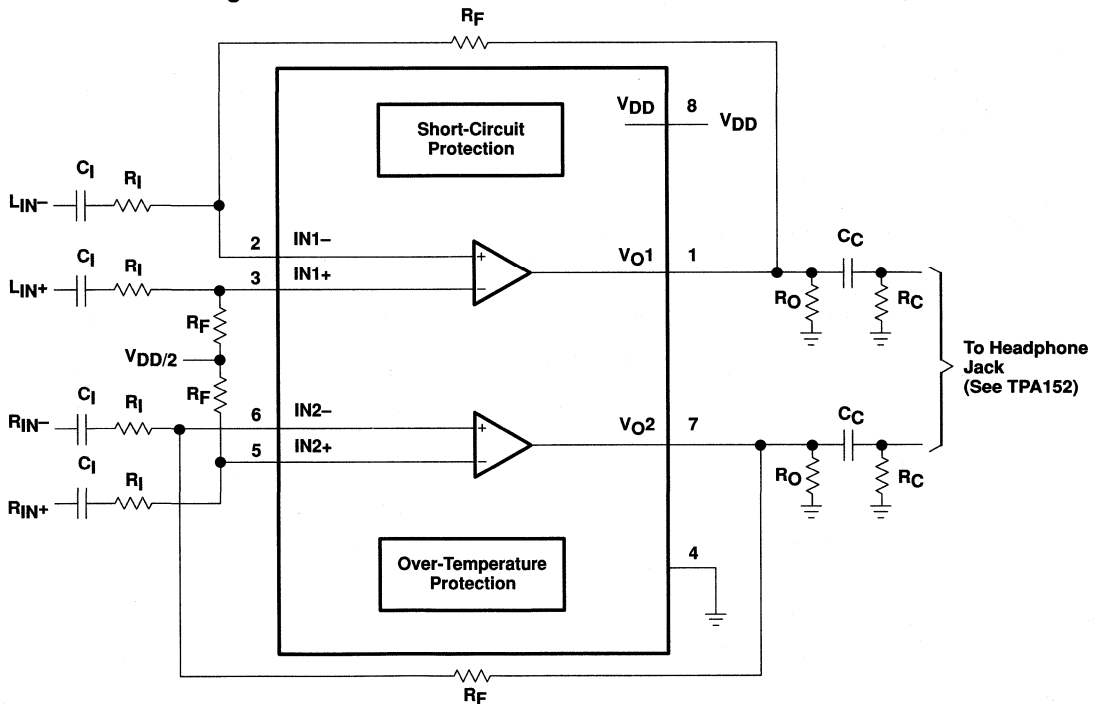 RF
VDD 8 VDD
Short-Circuit
Protection
CI
RI
LIN–
2 IN1–
+
CI
RI
LIN+
3 IN1+
–
VO1 1
CC
RO
RC
RF
VDD/2
RF
To Headphone
Jack
(See TPA152)
CI
RI
RIN–
6 IN2–
+
VO2 7
CC
CI
RI
5 IN2+
–
RO
RC
RIN+
4
Over-Temperature
Protection
RF